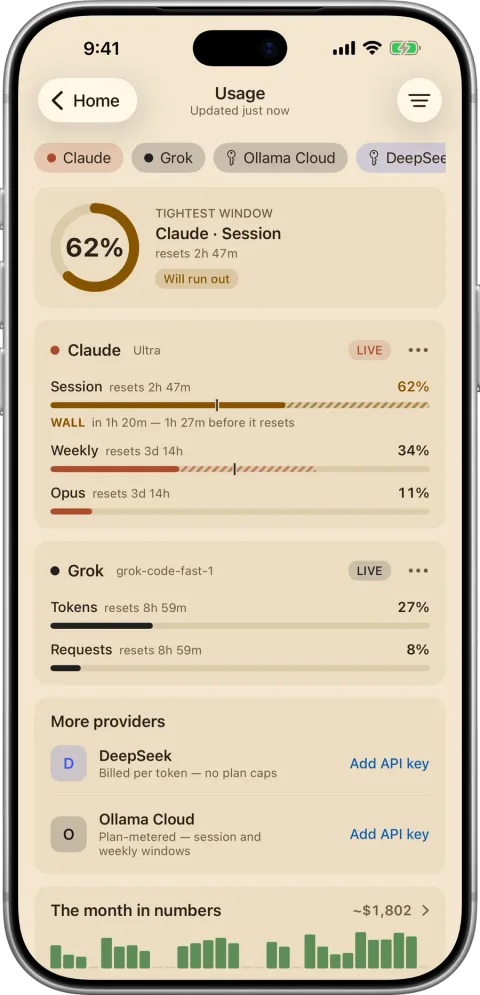 9:41
Home
Usage
Updated just now
Claude
Grok
Ollama Cloud
DeepSee
62%
TIGHTEST WINDOW
Claude · Session
resets 2h 47m
Will run out
Claude Ultra LIVE
Session resets 2h 47m 62%
WALL in 1h 20m — 1h 27m before it resets
Weekly resets 3d 14h 34%
Opus resets 3d 14h 11%
Grok grok-code-fast-1 LIVE
Tokens resets 8h 59m 27%
Requests resets 8h 59m 8%
More providers
D
DeepSeek
Billed per token — no plan caps
Add API key
O
Ollama Cloud
Plan-metered — session and
weekly windows
Add API key
The month in numbers ~$1,802